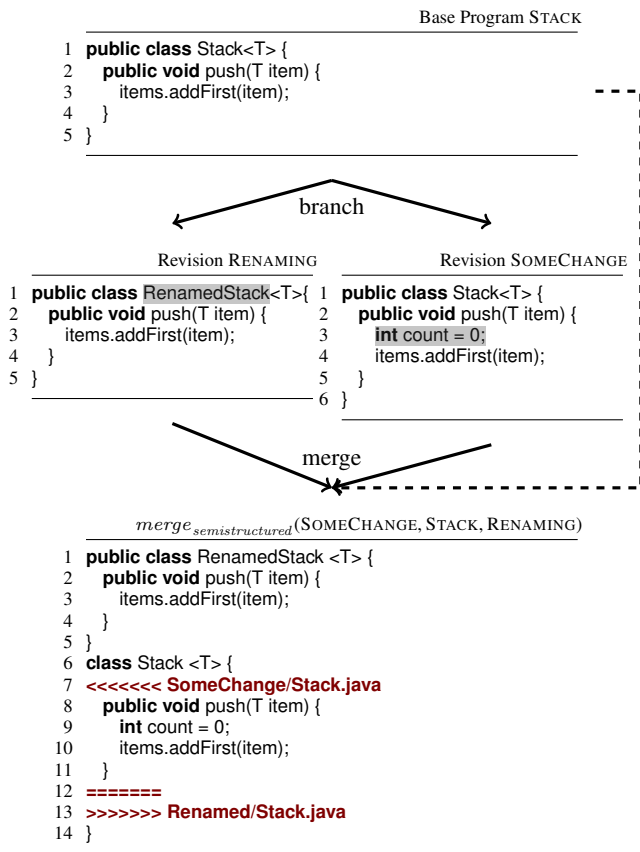 Base Program STACK
1 public class Stack<T> {
2 public void push(T item) {
3 items.addFirst(item);
4 }
5 }
branch
Revision RENAMING
1 public class RenamedStack<T>{
2 public void push(T item) {
3 items.addFirst(item);
4 }
5 }
Revision SOMECHANGE
1 public class Stack<T> {
2 public void push(T item) {
3 int count = 0;
4 items.addFirst(item);
5 }
6 }
merge
merge semistructured(SOMECHANGE, STACK, RENAMING)
1 public class RenamedStack <T> {
2 public void push(T item) {
3 items.addFirst(item);
4 }
5 }
6 class Stack <T> {
7 <<<<<<< SomeChange/Stack.java
8 public void push(T item) {
9 int count = 0;
10 items.addFirst(item);
11 }
12 =======
13 >>>>>>> Renamed/Stack.java
14 }